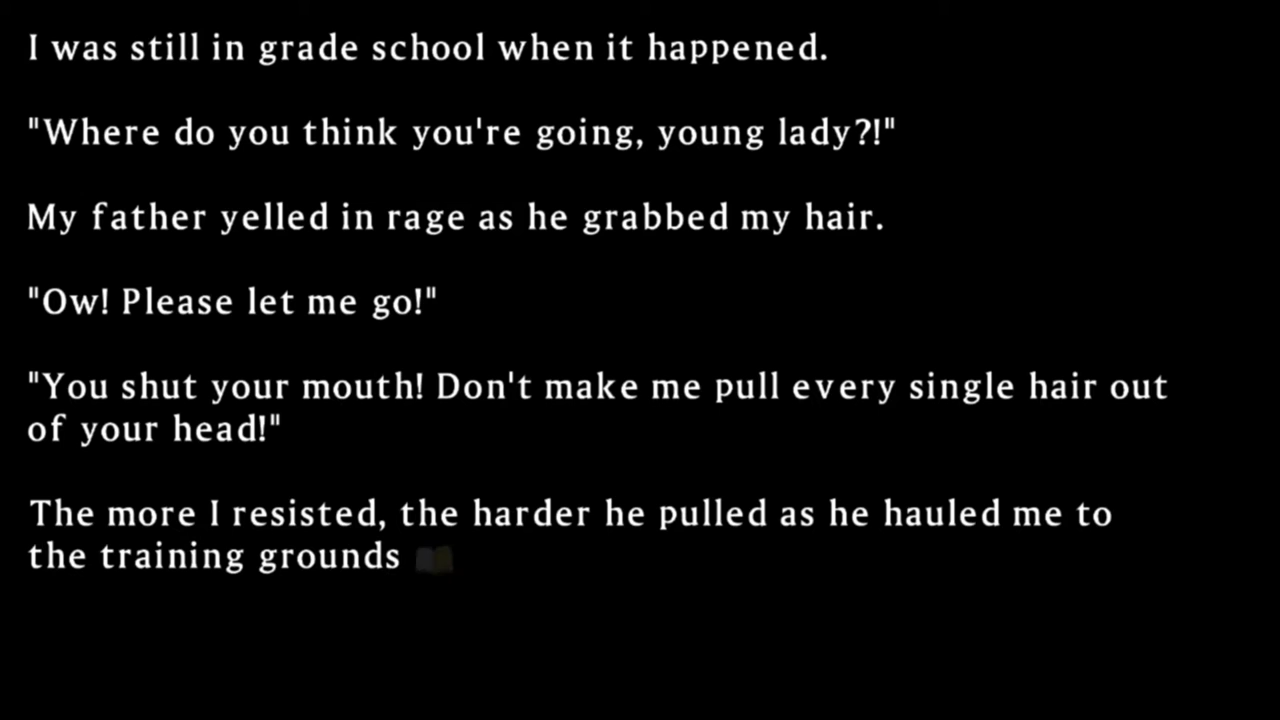 I was still in grade school when it happened.
"Where do you think you're going, young lady?!"
My father yelled in rage as he grabbed my hair.
"Ow! Please let me go!"
"You shut your mouth! Don't make me pull every single hair out
of your head!"
The more I resisted, the harder he pulled as he hauled me to
the training grounds